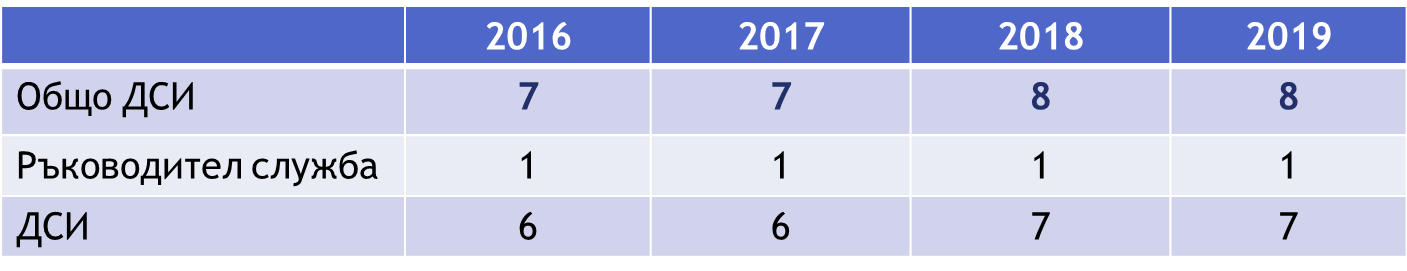 2016 2017 2018 2019
Общо ДСИ 7 7 8 8
Ръководител служба 1 1 1 1
ДСИ 6 6 7 7